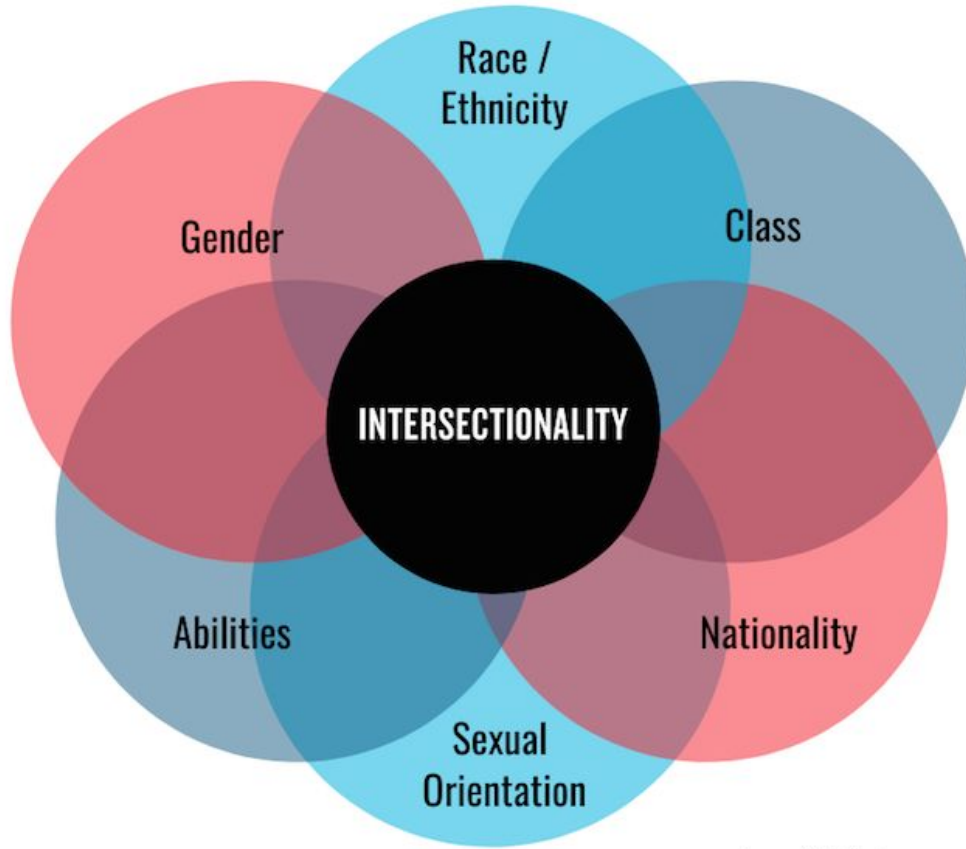 Race /
Ethnicity
Gender
Class
INTERSECTIONALITY
Abilities
Nationality
Sexual
Orientation